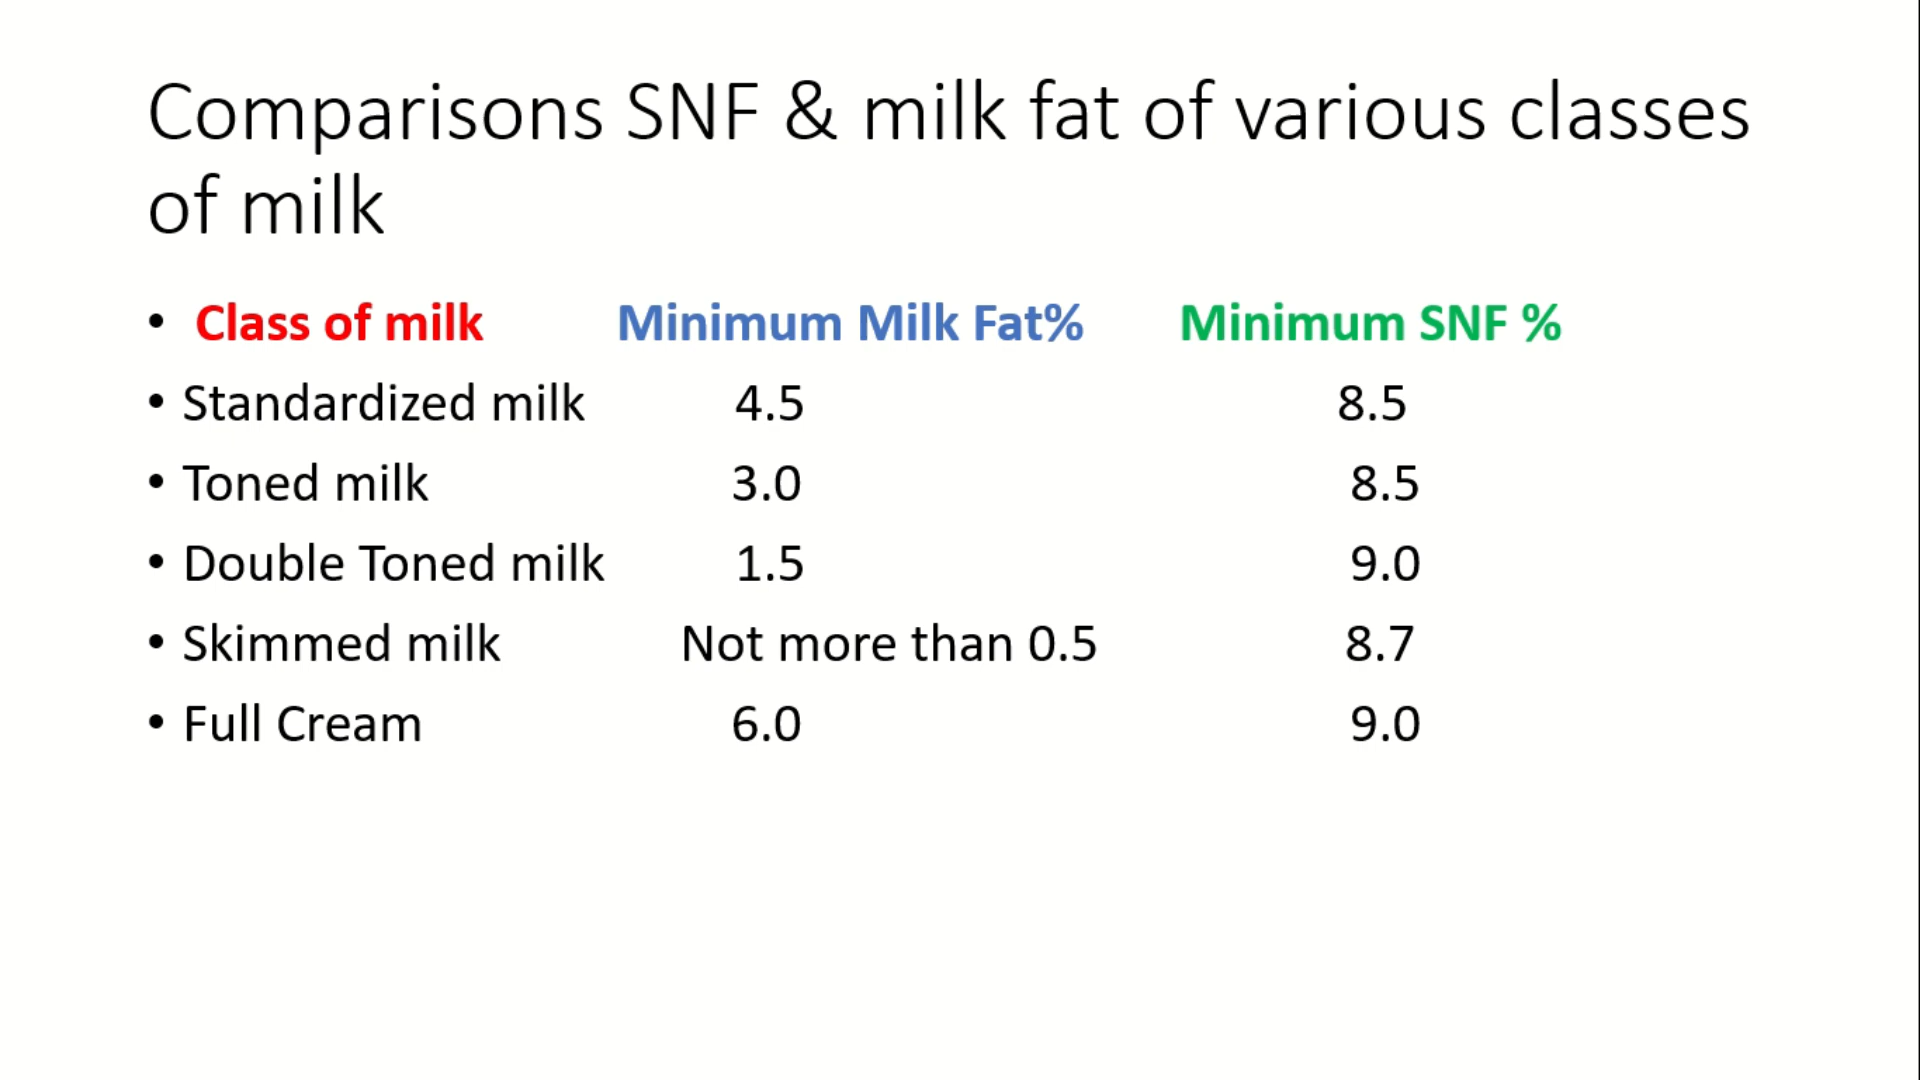 Comparisons SNF & milk fat of various classes
of milk
• Class of milk Minimum Milk Fat% Minimum SNF %
• Standardized milk 4.5 8.5
• Toned milk 3.0 8.5
• Double Toned milk 1.5 9.0
• Skimmed milk Not more than 0.5 8.7
• Full Cream 6.0 9.0